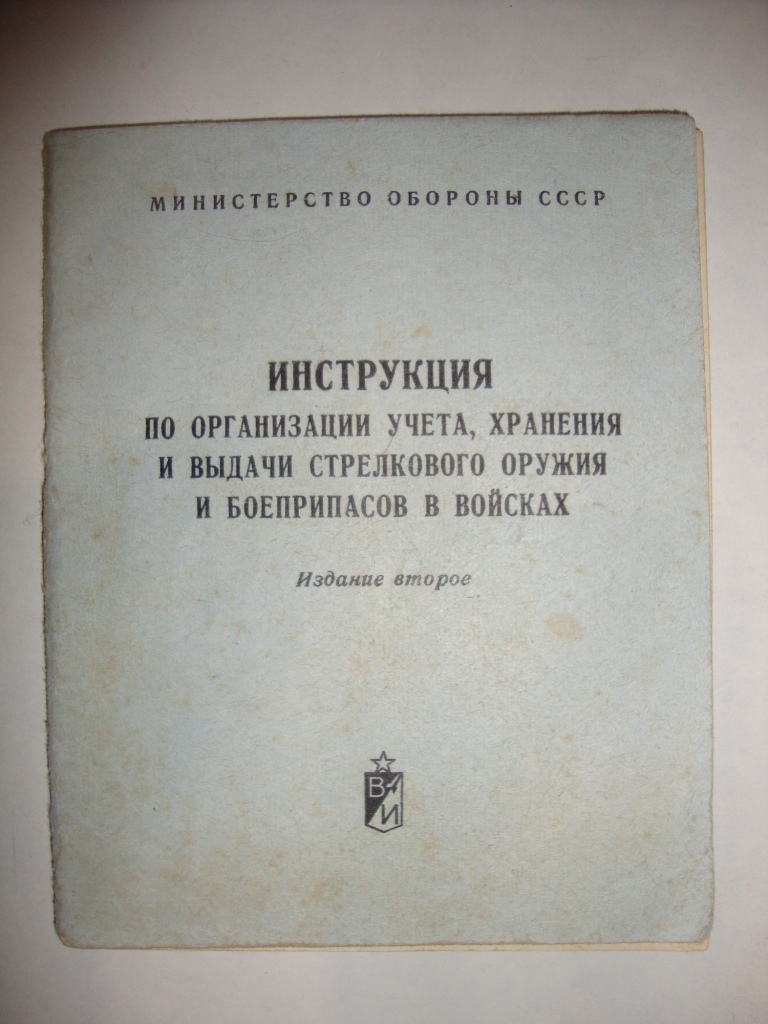 МИНИСТЕРСТВО ОБОРОНЫ СССР
ИНСТРУКЦИЯ
ПО ОРГАНИЗАЦИИ УЧЕТА, ХРАНЕНИЯ
И ВЫДАЧИ СТРЕЛКОВОГО ОРУЖИЯ
И БОЕПРИПАСОВ В ВОЙСКАХ
Издание второе
В
И